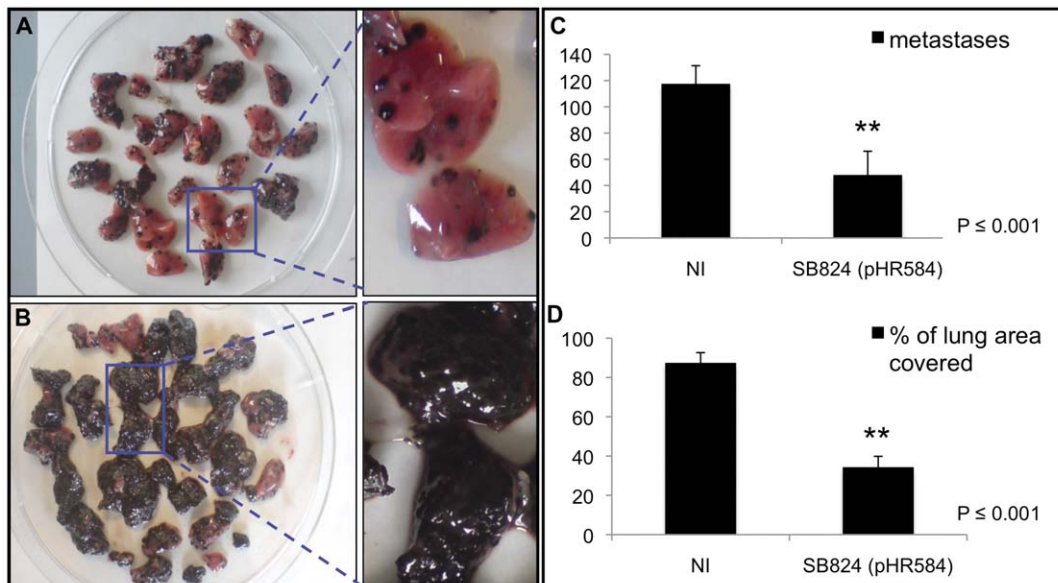 A
B
C
metastases
140
120
100
80
60
40
20
0
**
NI
SB824 (pHR584)
P ≤ 0.001
D
% of lung area
covered
100
80
60
40
20
0
**
NI
SB824 (pHR584)
P ≤ 0.001